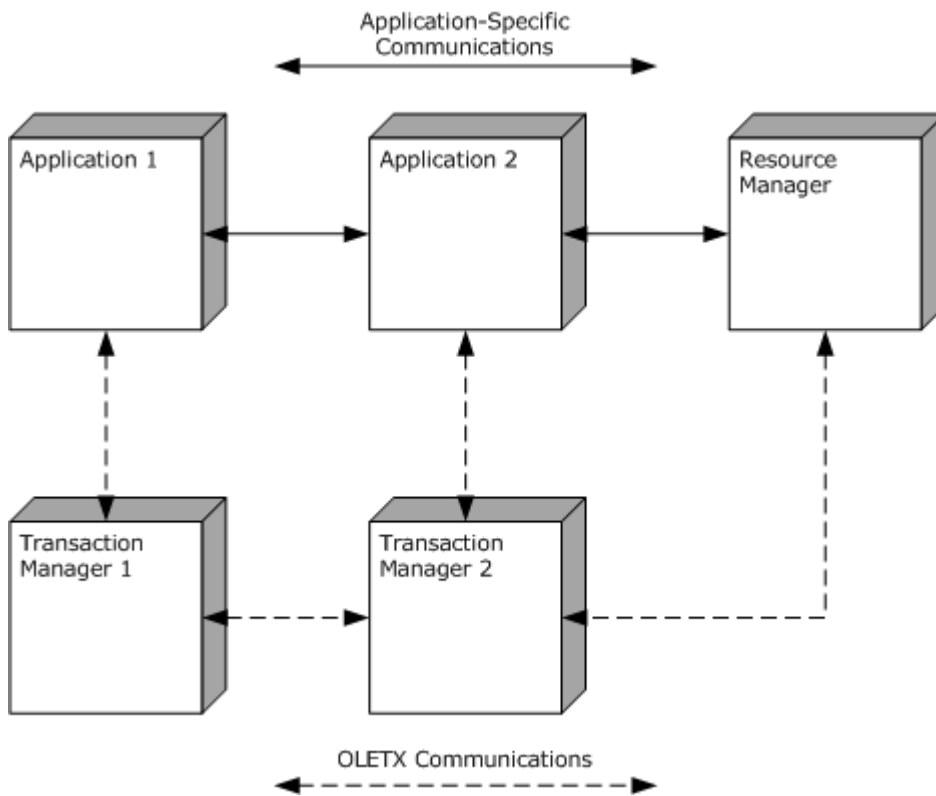 Application-Specific
Communications
Application 1
Application 2
Resource
Manager
Transaction
Manager 1
Transaction
Manager 2
OLETX Communications